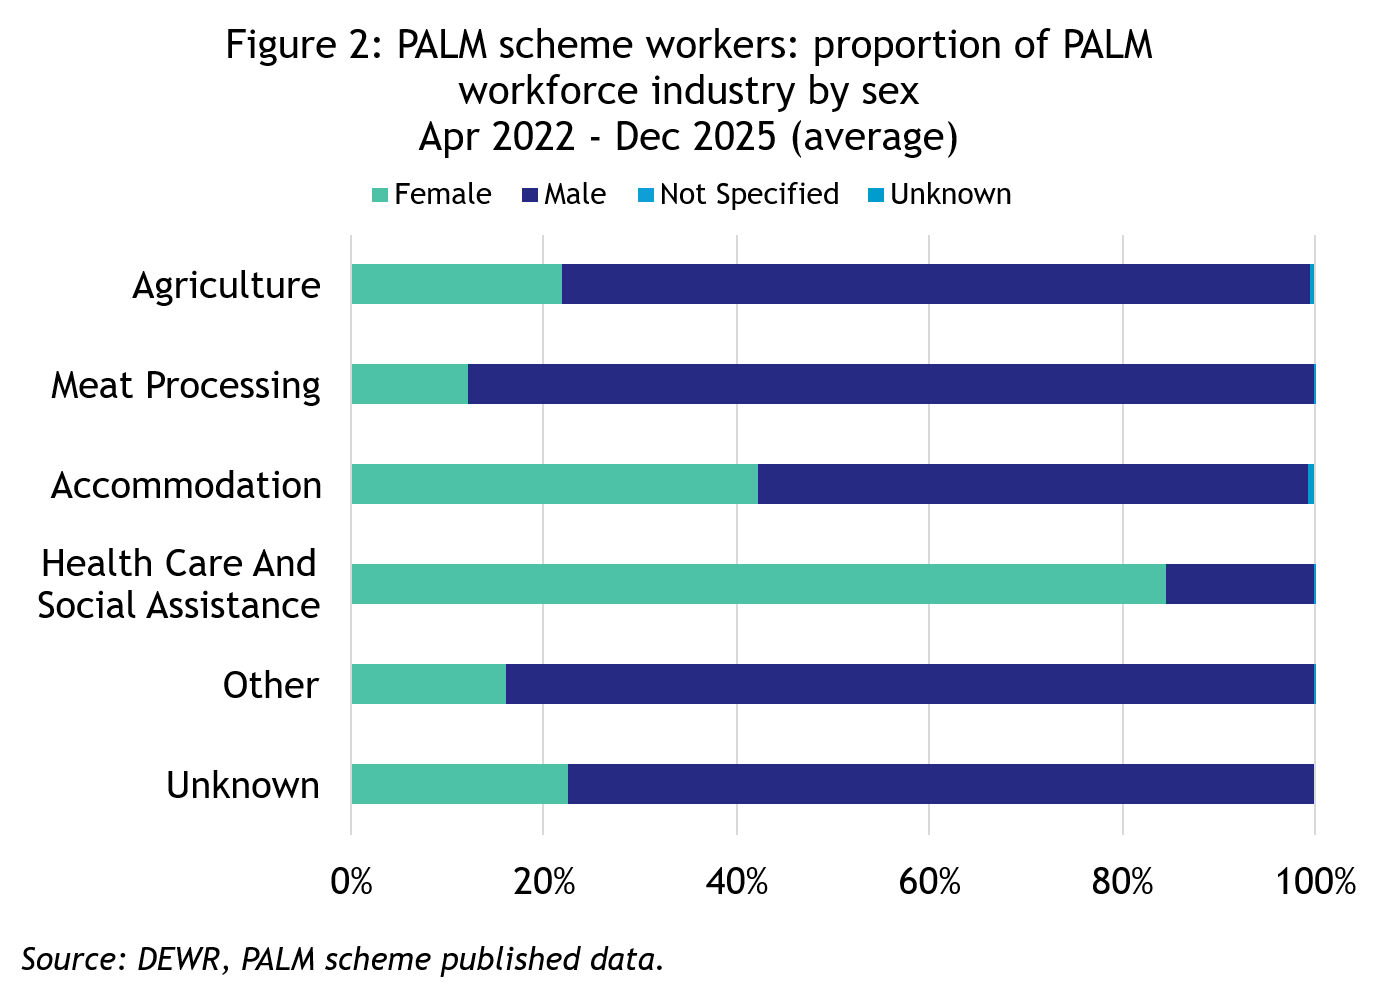 Figure 2: PALM scheme workers: proportion of PALM
workforce industry by sex
Apr 2022 - Dec 2025 (average)
Female Male Not Specified Unknown
Agriculture
Meat Processing
Accommodation
Health Care And
Social Assistance
Other
Unknown
0% 20% 40% 60% 80% 100%
Source: DEWR, PALM scheme published data.